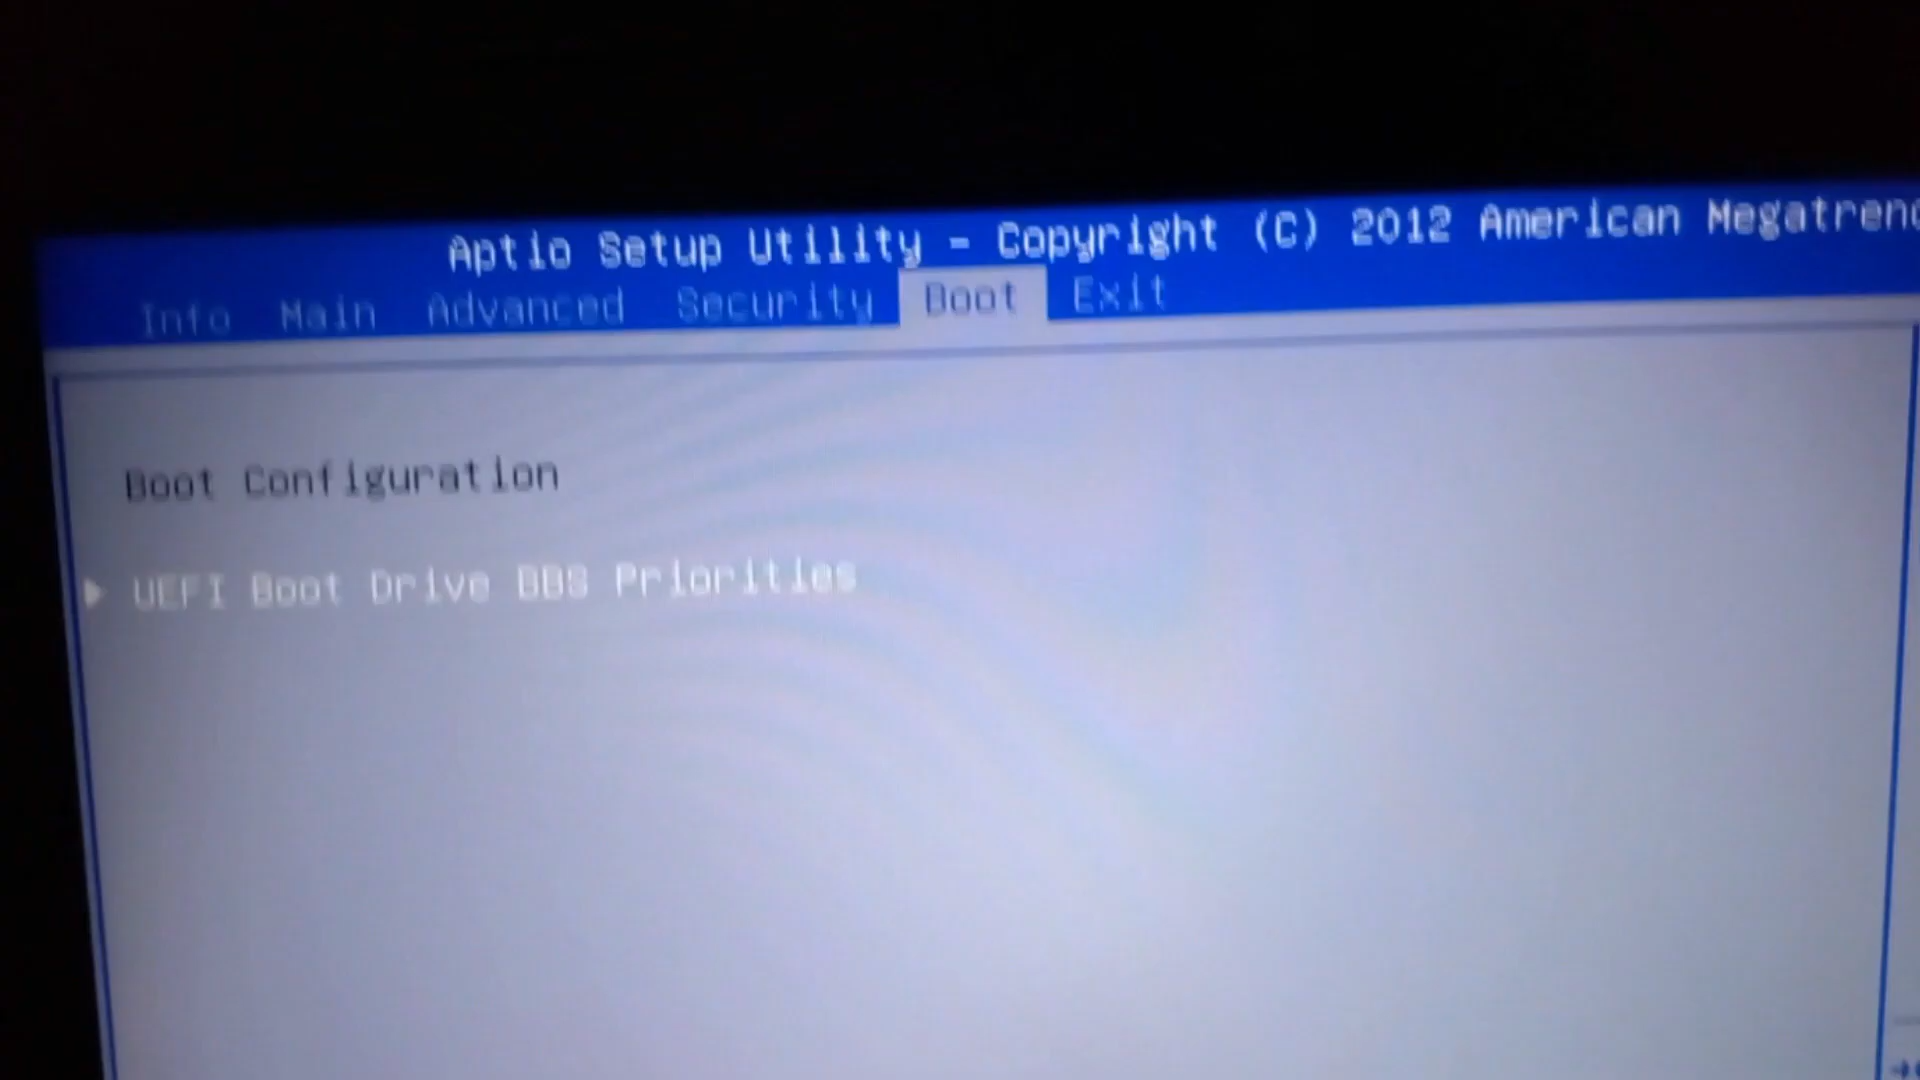 Aptio Setup Utility - Copyright (C) 2012 American Megatrend
Info Main Advanced Security Boot Exit
Boot Configuration
UEFI Boot Drive BBS Priorities